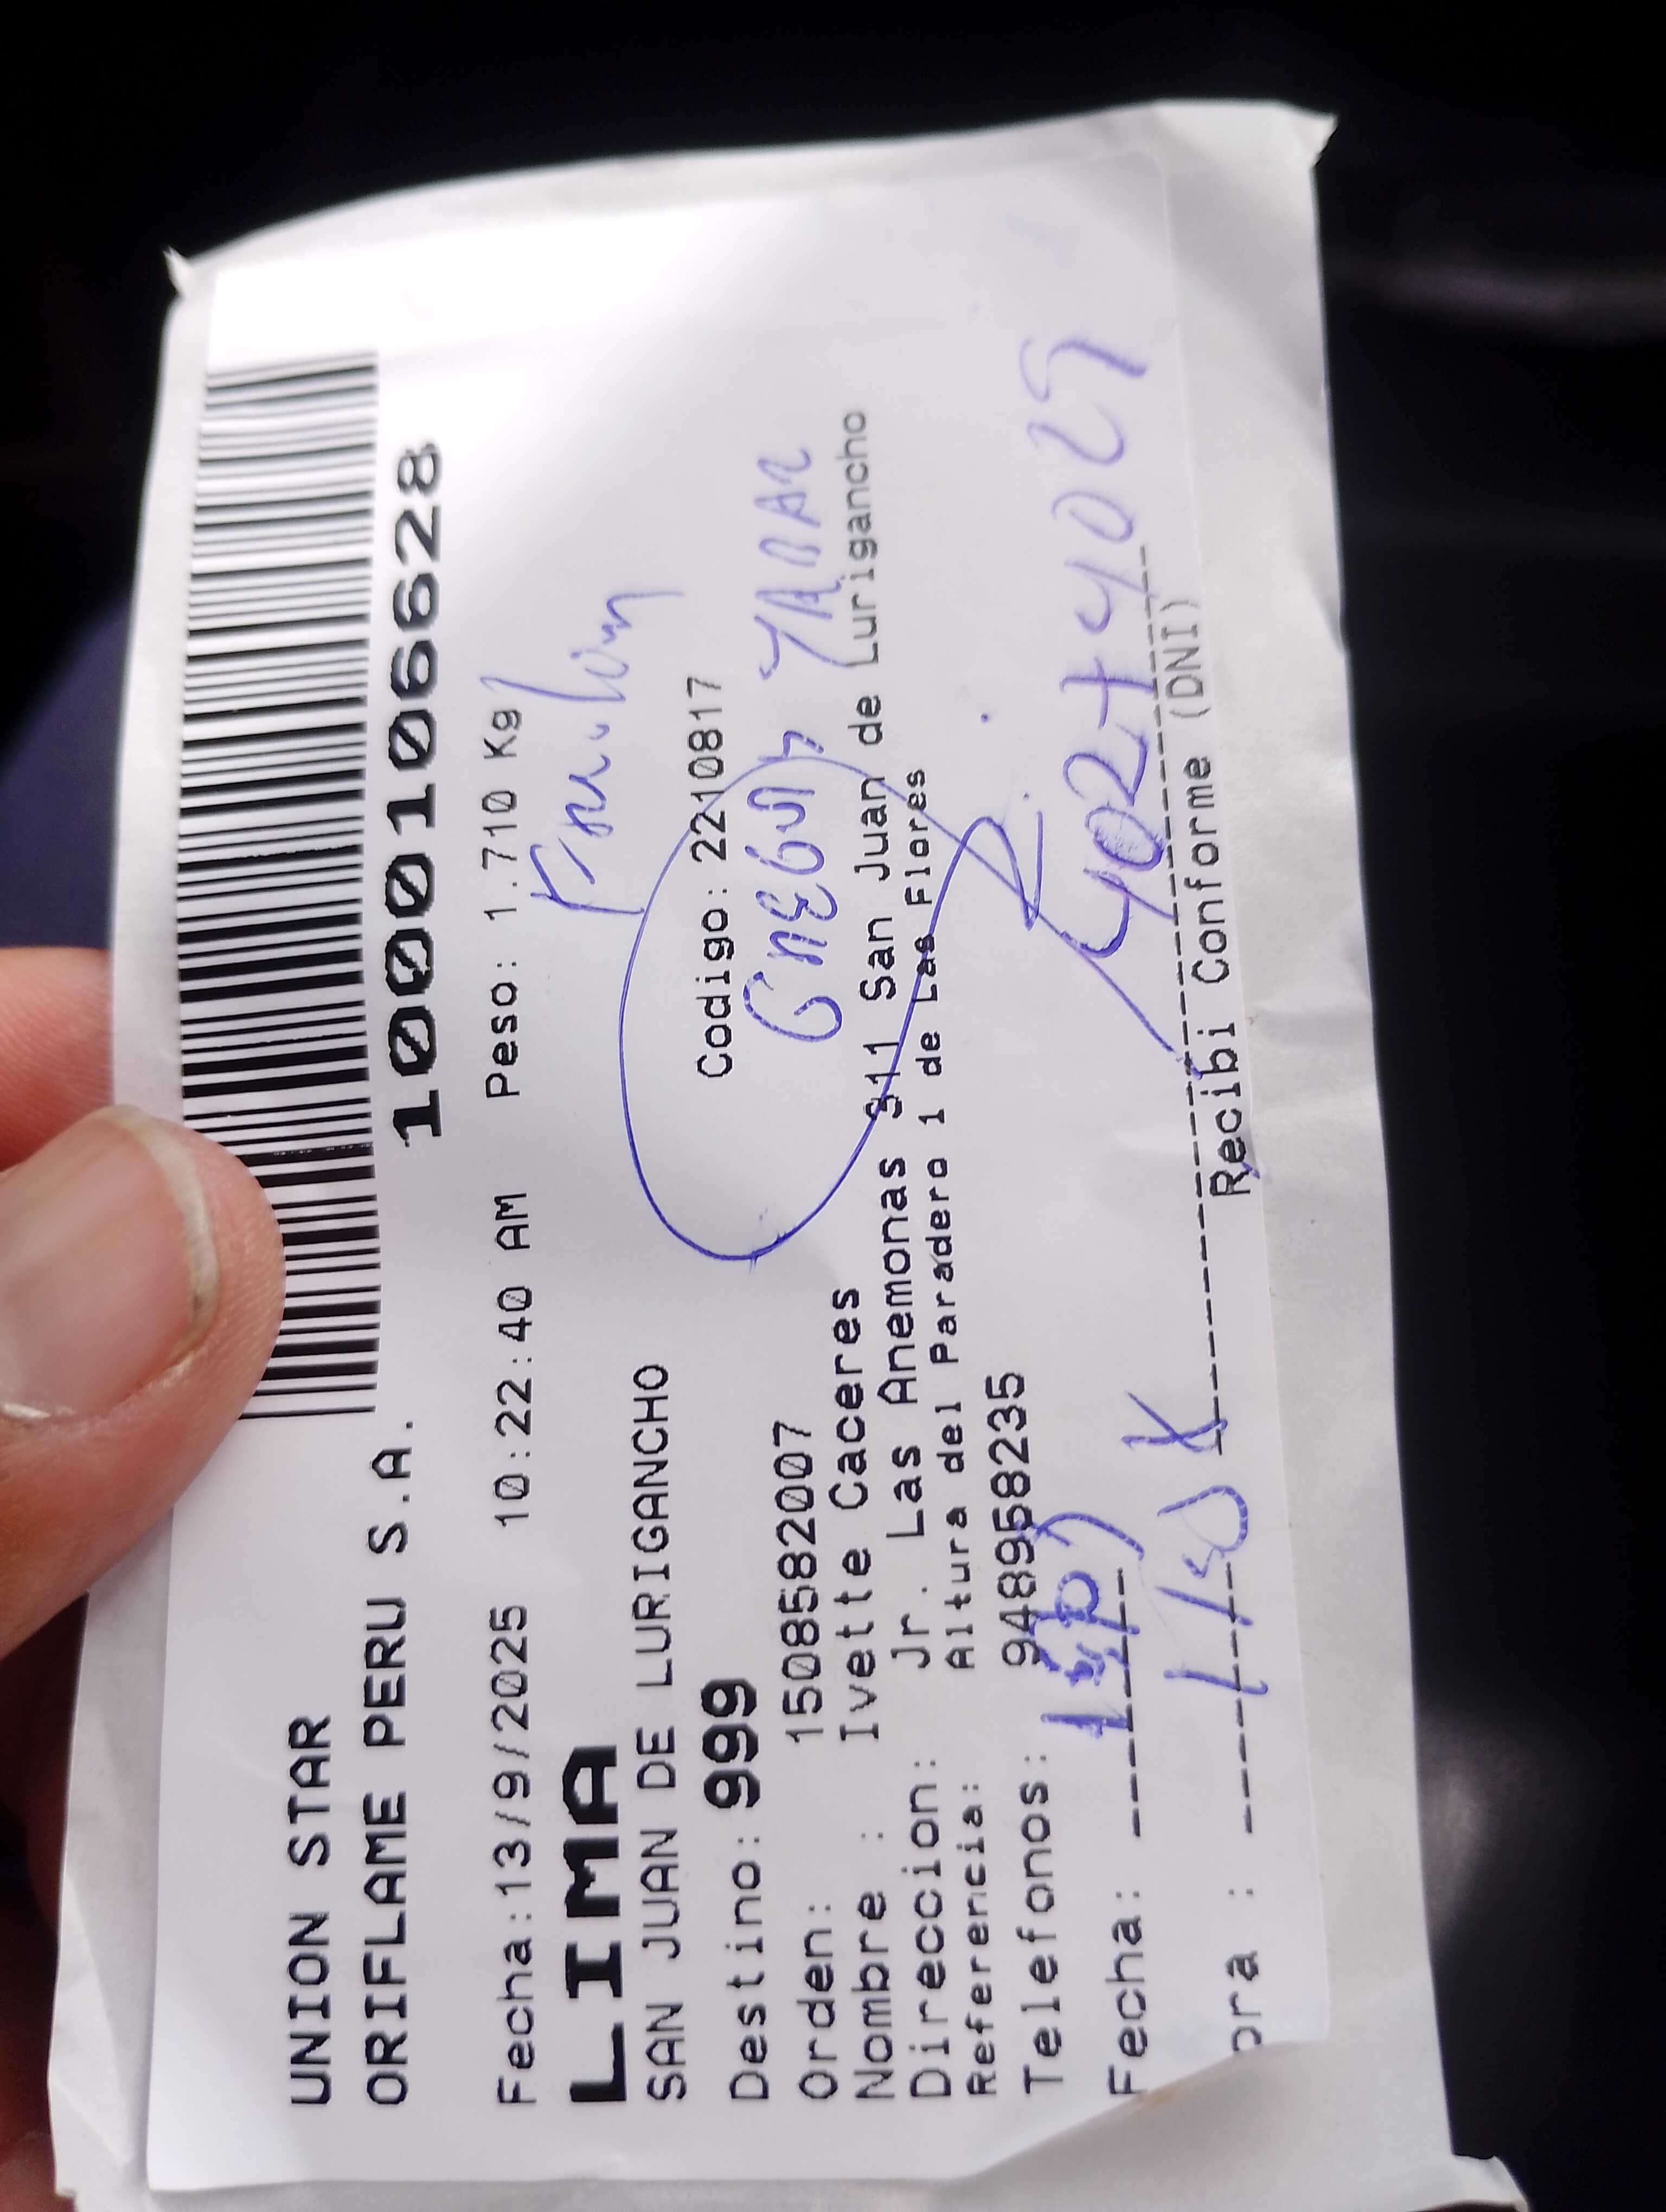 UNION STAR
ORIFLAME PERU S.A.
1000106628
Fecha:13/9/2025 10:22:40 AM Peso: 1.710 Kg
LIMA
SAN JUAN DE LURIGANCHO
Destino: 999
Codigo: 2210817
Orden: 1508582007
Nombre : Ivette Caceres
Direccion: Jr. Las Anemonas 311 San Juan de Lurigancho
Referencia: Altura del Paradero 1 de Las Flores
Telefonos: 948958235
Fecha:
ora :
Recibi Conforme (DNI)